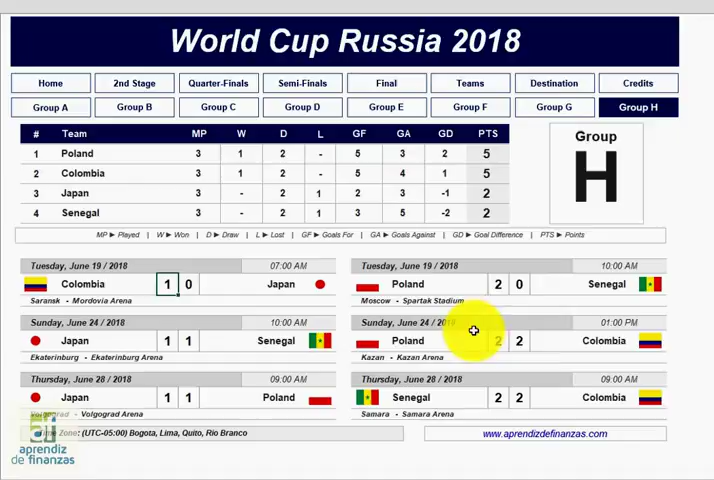 World Cup Russia 2018
Home 2nd Stage Quarter-Finals Semi-Finals Final Teams Destination Credits
Group A Group B Group C Group D Group E Group F Group G Group H
# Team MP W D L GF GA GD PTS
1 Poland 3 1 2 - 5 3 2 5
2 Colombia 3 1 2 - 5 4 1 5
3 Japan 3 - 2 1 2 3 -1 2
4 Senegal 3 - 2 1 3 5 -2 2
Group
H
MP ► Played | W ► Won | D ► Draw | L ► Lost | GF ► Goals For | GA ► Goals Against | GD ► Goal Difference | PTS ► Points
Tuesday, June 19 / 2018 07:00 AM
Colombia 1 0 Japan
Saransk - Mordovia Arena
Tuesday, June 19 / 2018 10:00 AM
Poland 2 0 Senegal
Moscow - Spartak Stadium
Sunday, June 24 / 2018 10:00 AM
Japan 1 1 Senegal
Ekaterinburg - Ekaterinburg Arena
Sunday, June 24 / 2018 01:00 PM
Poland 2 2 Colombia
Kazan - Kazan Arena
Thursday, June 28 / 2018 09:00 AM
Japan 1 1 Poland
Volgograd - Volgograd Arena
Thursday, June 28 / 2018 09:00 AM
Senegal 2 2 Colombia
Samara - Samara Arena
Time Zone: (UTC-05:00) Bogota, Lima, Quito, Rio Branco
www.aprendizdefinanzas.com
aprendiz
de finanzas